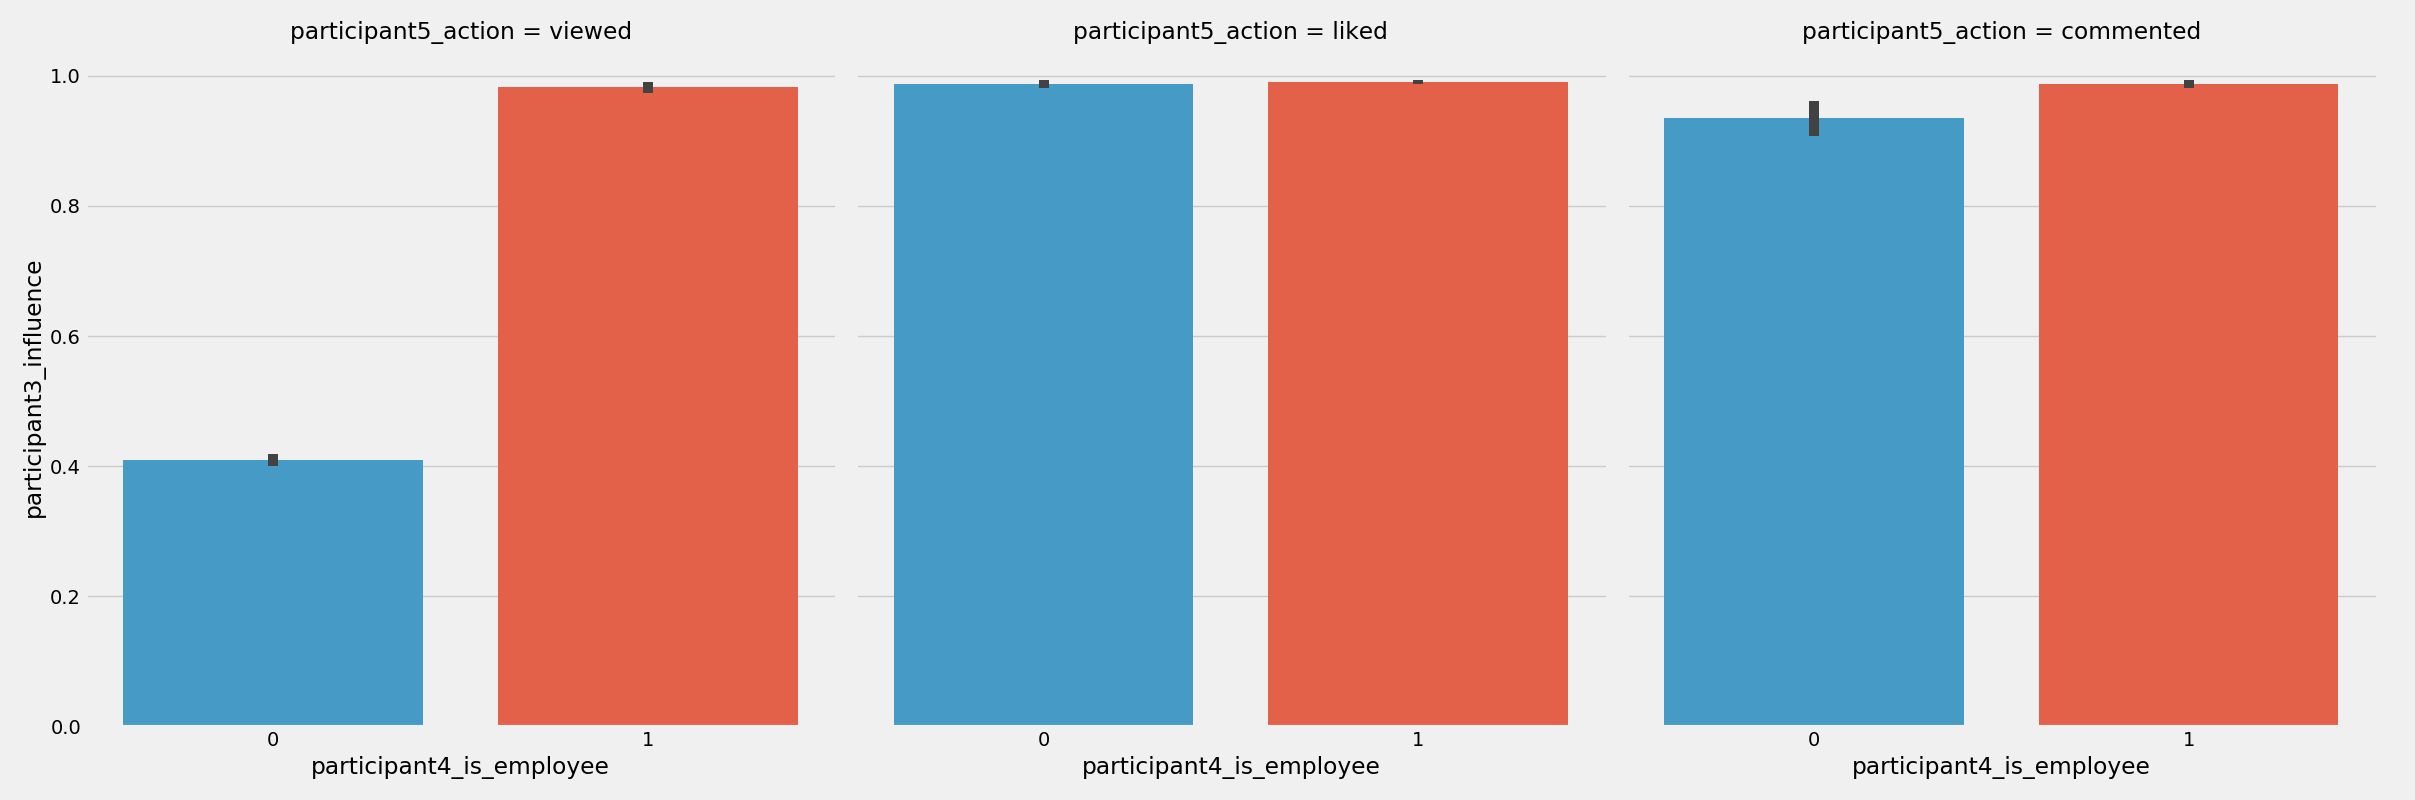 participant5_action = viewed
participant5_action = liked
participant5_action = commented
participant3_influence
1.0
0.8
0.6
0.4
0.2
0.0
0
1
0
1
0
1
participant4_is_employee
participant4_is_employee
participant4_is_employee